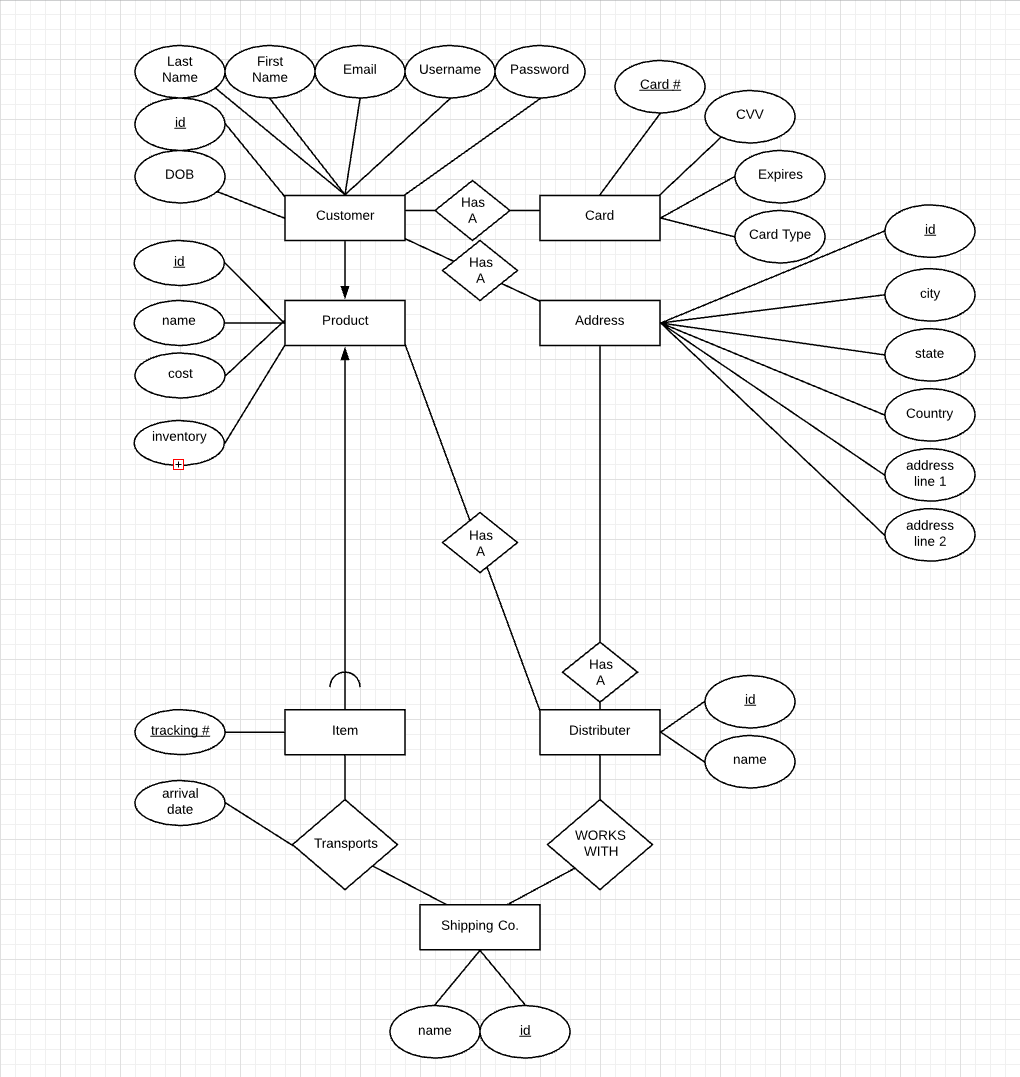 Last
Name
First
Name
Email
Username
Password
Card #
CVV
id
DOB
Expires
Customer
Has
A
Card
Card Type
id
id
Has
A
city
name
Product
Address
state
cost
Country
inventory
address
line 1
address
line 2
Has
A
Has
A
id
tracking #
Item
Distributer
name
arrival
date
Transports
WORKS
WITH
Shipping Co.
name
id